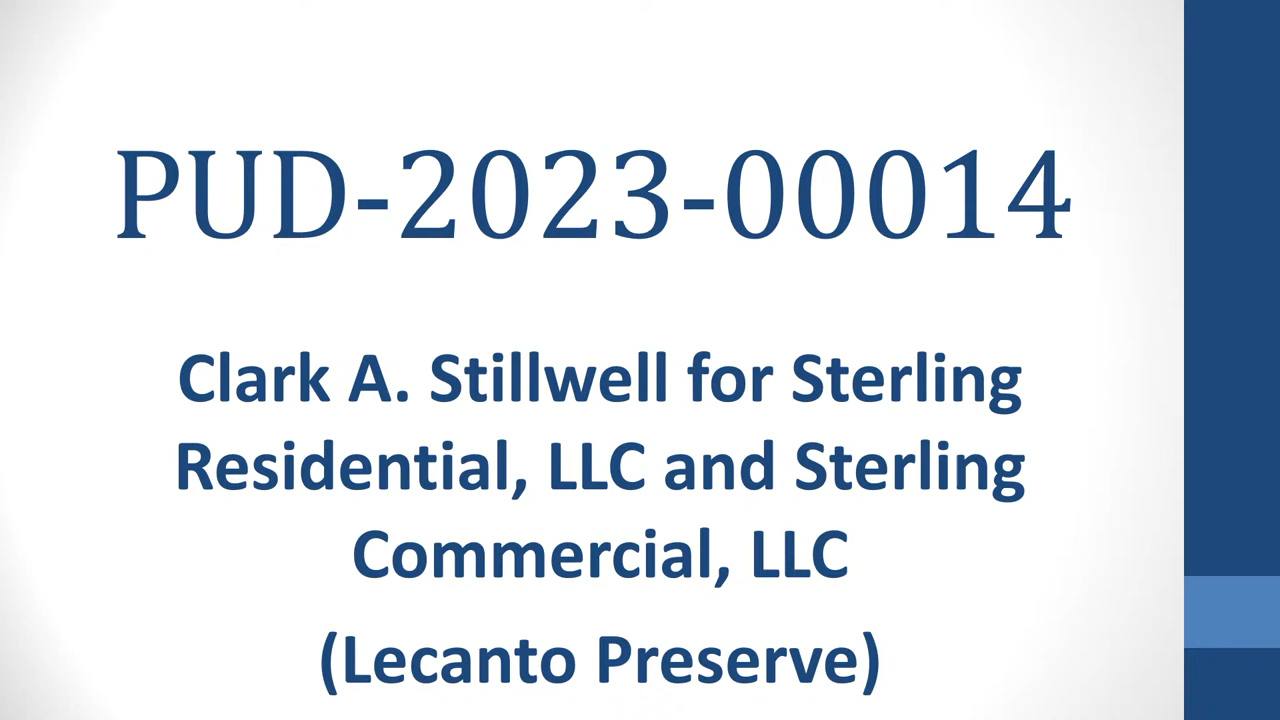 PUD-2023-00014
Clark A. Stillwell for Sterling
Residential, LLC and Sterling
Commercial, LLC
(Lecanto Preserve)